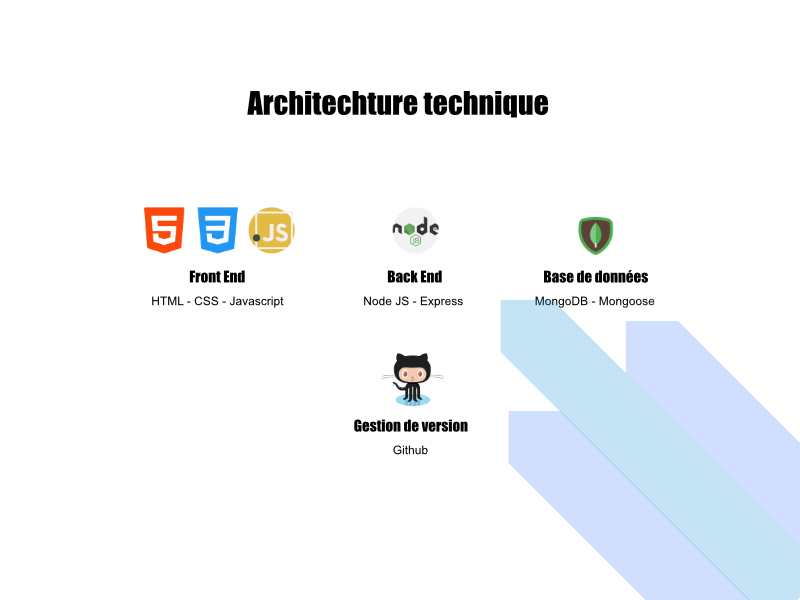 Architechture technique
5 3 JS node JS
Front End Back End Base de données
HTML - CSS - Javascript Node JS - Express MongoDB - Mongoose
Gestion de version
Github